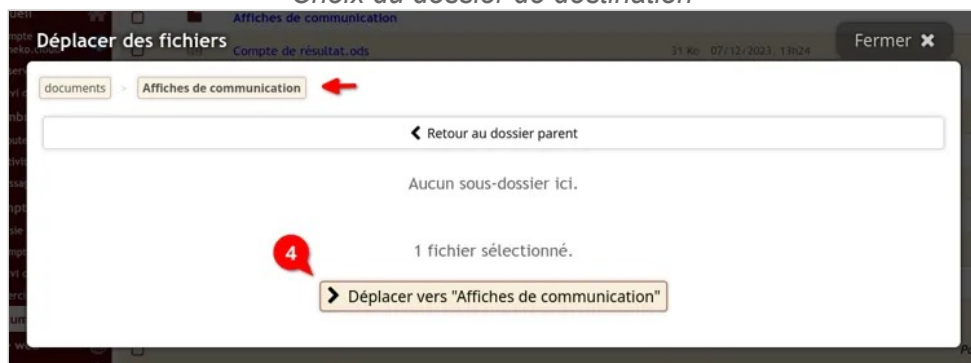 Choix du dossier de destination
Affiches de communication
Déplacer des fichiers
Compte de résultat.ods
31 Ko 07/12/2023, 13h24
Fermer ✖
documents > Affiches de communication
Retour au dossier parent
Aucun sous-dossier ici.
1 fichier sélectionné.
4
Déplacer vers "Affiches de communication"